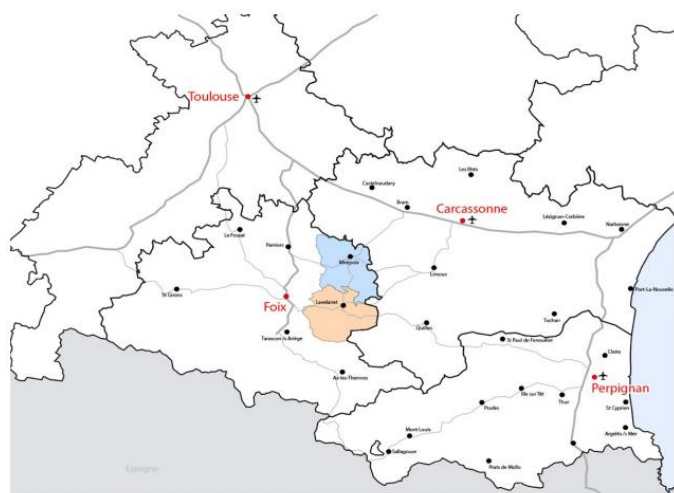 Toulouse
Castelnaudary
Les Ilhes
Bram
Carcassonne
Lésignan-Corbière
Narbonne
Le Fossat
Pamiers
Mirepoix
Limoux
St Girons
Foix
Lavelanet
Port-La-Nouvelle
Tuchan
Quillan
Tarascon /s Ariège
St Paul de Fenouillet
Claira
Ax-les-Thermes
Perpignan
Ille sur Têt
Prades
Thuir
St Cyprien
Mont-Louis
Argelès /s Mer
Saillagouse
Prats de Mollo
Espagne